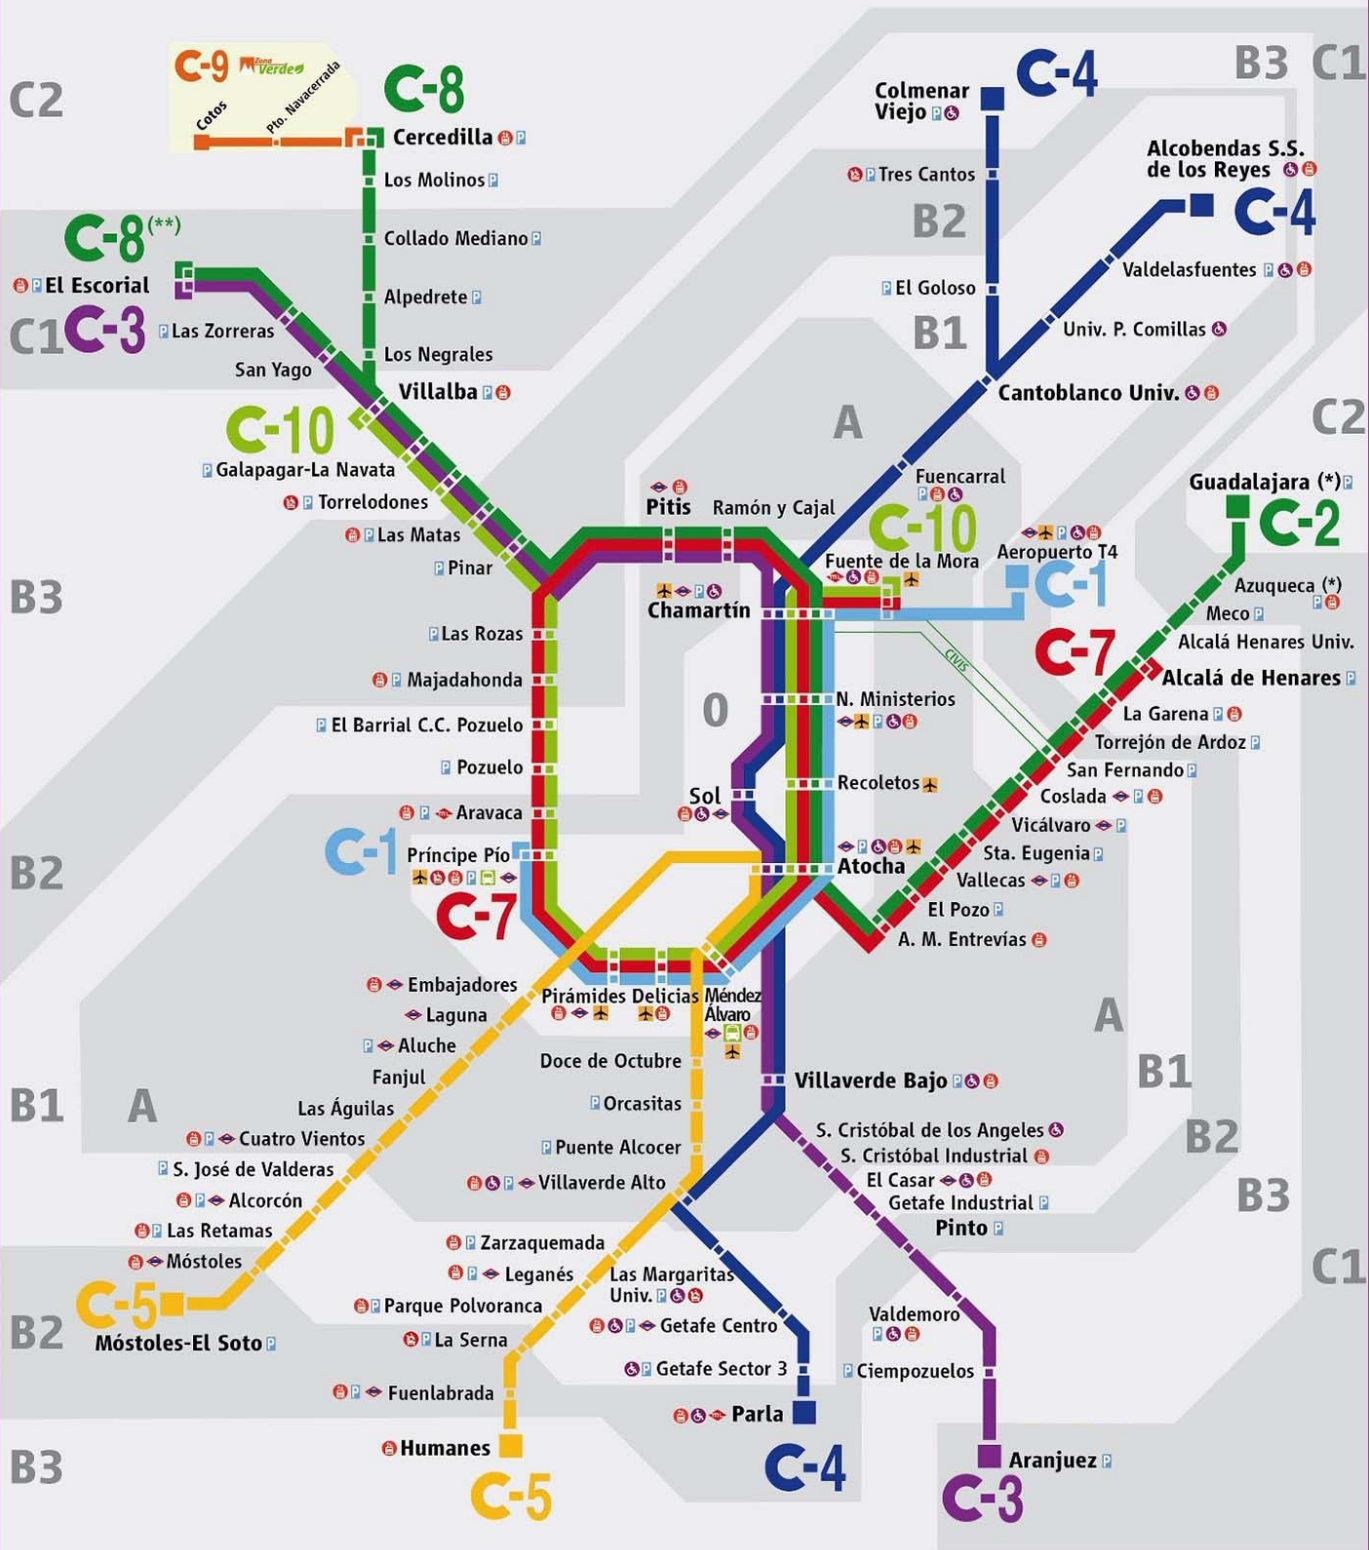 C2
C-9
Zona
Verde
Cotos
Pto. Navacerrada
C-8
Cercedilla
Los Molinos
Collado Mediano
Alpedrete
Los Negrales
Villalba
C-8(**)
El Escorial
C1
C-3
Las Zorreras
San Yago
C-10
Galapagar-La Navata
Torrelodones
Las Matas
Pinar
B3
Las Rozas
Majadahonda
El Barrial C.C. Pozuelo
Pozuelo
Aravaca
C-1
Príncipe Pío
C-7
B2
Colmenar
Viejo
C-4
B3
C1
Tres Cantos
B2
Alcobendas S.S.
de los Reyes
C-4
Valdelasfuentes
El Goloso
B1
Univ. P. Comillas
Cantoblanco Univ.
C2
A
Fuencarral
Pitis
Ramón y Cajal
C-10
Fuente de la Mora
Aeropuerto T4
C-1
Guadalajara (*)
C-2
Azuqueca (*)
Meco
Alcalá Henares Univ.
C-7
Alcalá de Henares
Chamartín
CIVIS
0
N. Ministerios
La Garena
Torrejón de Ardoz
San Fernando
Recoletos
Coslada
Sol
Vicálvaro
Sta. Eugenia
Atocha
Vallecas
El Pozo
A. M. Entrevías
Embajadores
Pirámides
Delicias
Méndez
Álvaro
Laguna
Aluche
Fanjul
Las Águilas
Cuatro Vientos
S. José de Valderas
Alcorcón
Las Retamas
Móstoles
C-5
Móstoles-El Soto
B1
A
B2
B3
Doce de Octubre
Orcasitas
Puente Alcocer
Villaverde Alto
Zarzaquemada
Leganés
Parque Polvoranca
La Serna
Fuenlabrada
Humanes
C-5
Las Margaritas
Univ.
Getafe Centro
Getafe Sector 3
Parla
C-4
Villaverde Bajo
S. Cristóbal de los Angeles
S. Cristóbal Industrial
El Casar
Getafe Industrial
Pinto
Valdemoro
Ciempozuelos
Aranjuez
C-3
A
B1
B2
B3
C1